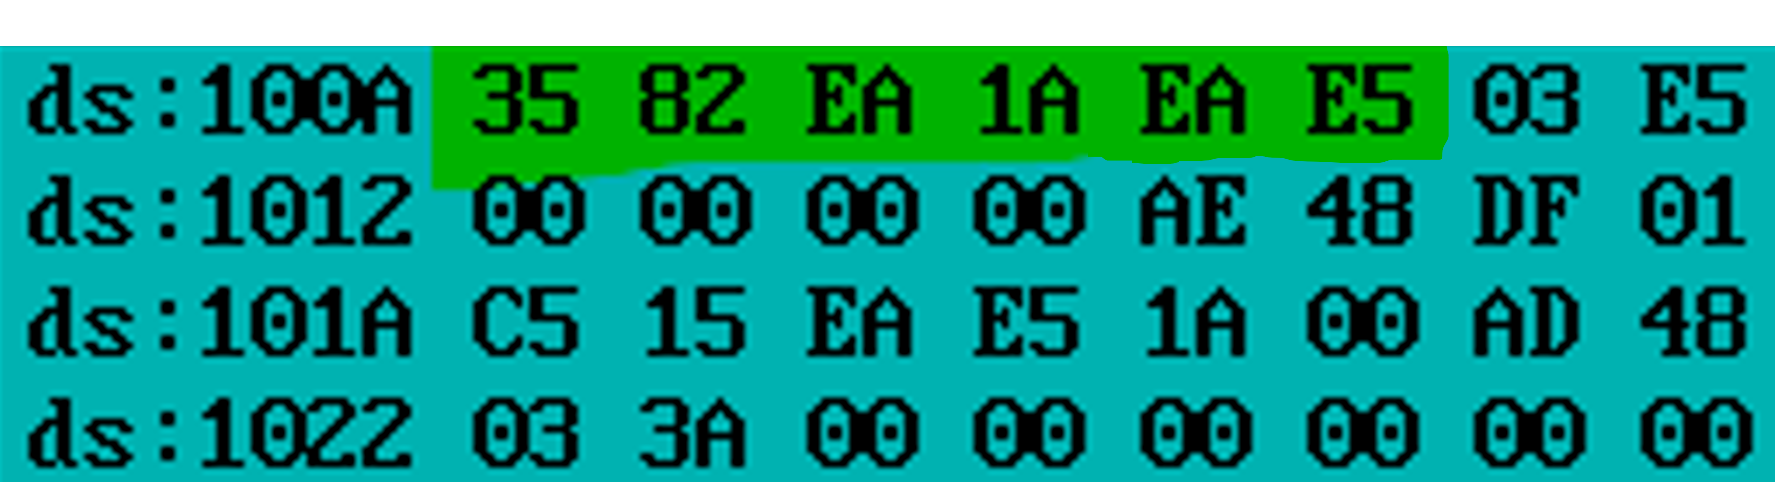 ds:100A 35 82 EA 1A EA E5 03 E5
ds:1012 00 00 00 00 AE 48 DF 01
ds:101A C5 15 EA E5 1A 00 AD 48
ds:1022 03 3A 00 00 00 00 00 00